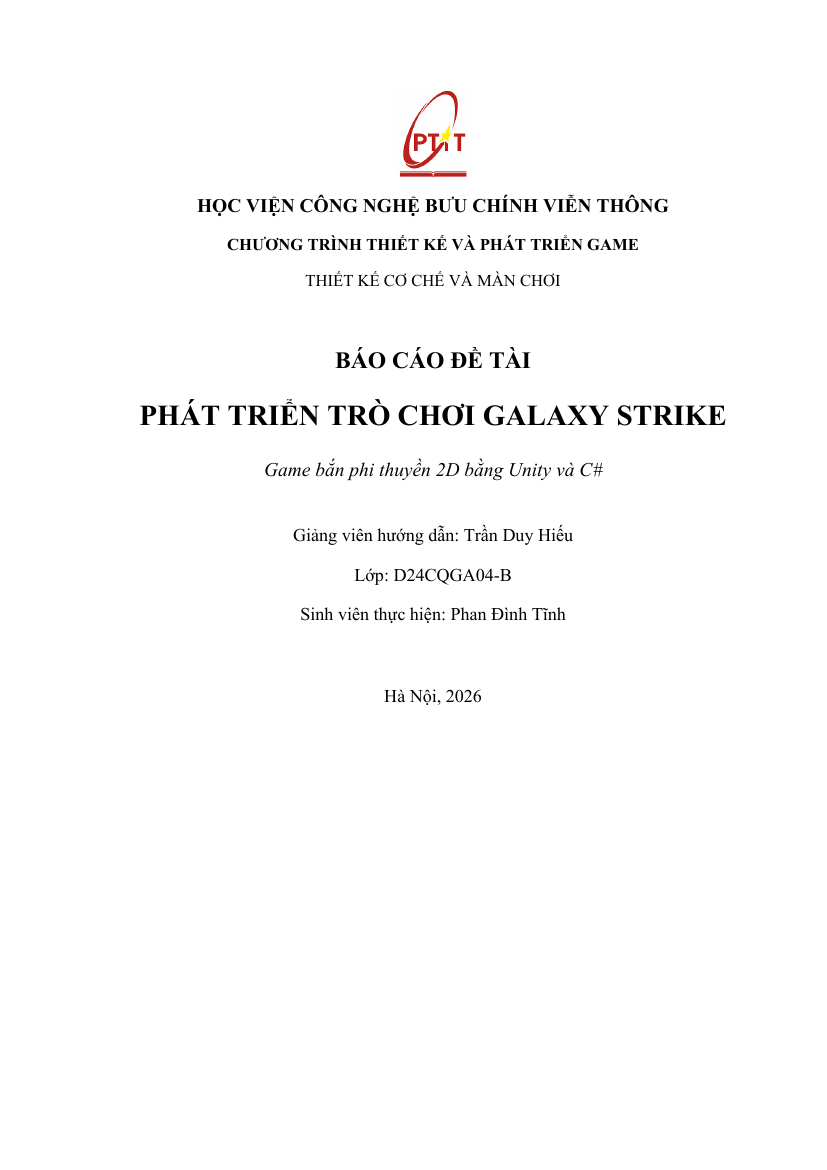 PTIT
HỌC VIỆN CÔNG NGHỆ BƯU CHÍNH VIỄN THÔNG
CHƯƠNG TRÌNH THIẾT KẾ VÀ PHÁT TRIỂN GAME
THIẾT KẾ CƠ CHẾ VÀ MÀN CHƠI
BÁO CÁO ĐỀ TÀI
PHÁT TRIỂN TRÒ CHƠI GALAXY STRIKE
Game bắn phi thuyền 2D bằng Unity và C#
Giảng viên hướng dẫn: Trần Duy Hiếu
Lớp: D24CQGA04-B
Sinh viên thực hiện: Phan Đình Tĩnh
Hà Nội, 2026